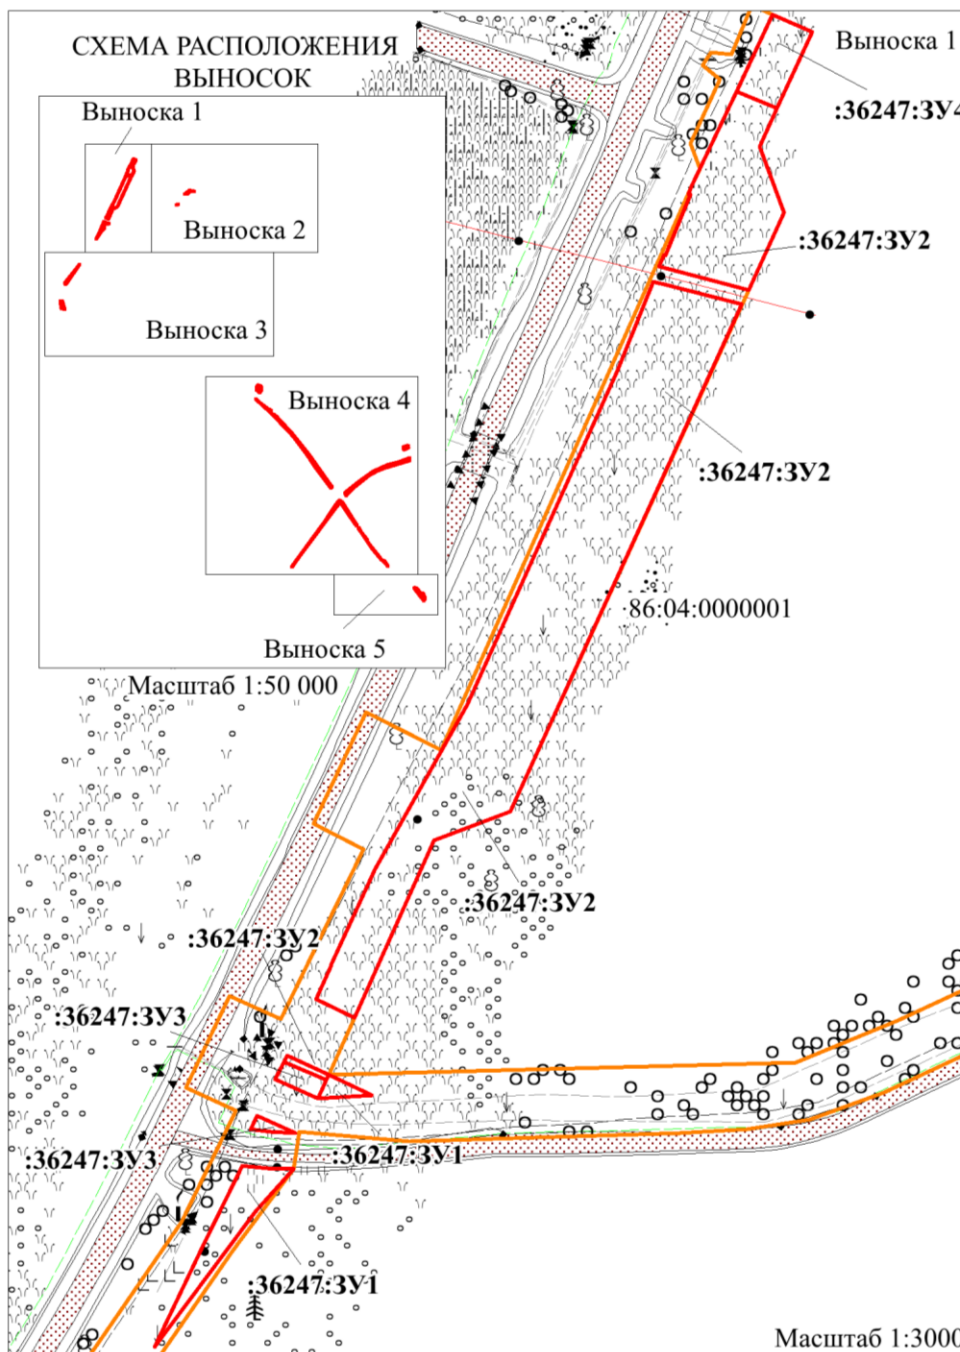 СХЕМА РАСПОЛОЖЕНИЯ
ВЫНОСОК
Выноска 1
Выноска 2
Выноска 3
Выноска 4
Выноска 5
Масштаб 1:50 000
Выноска 1
:36247:ЗУ4
:36247:ЗУ2
:36247:ЗУ2
86:04:0000001
:36247:ЗУ2
:36247:ЗУ2
:36247:ЗУ3
:36247:ЗУ3
:36247:ЗУ1
:36247:ЗУ1
Масштаб 1:3000